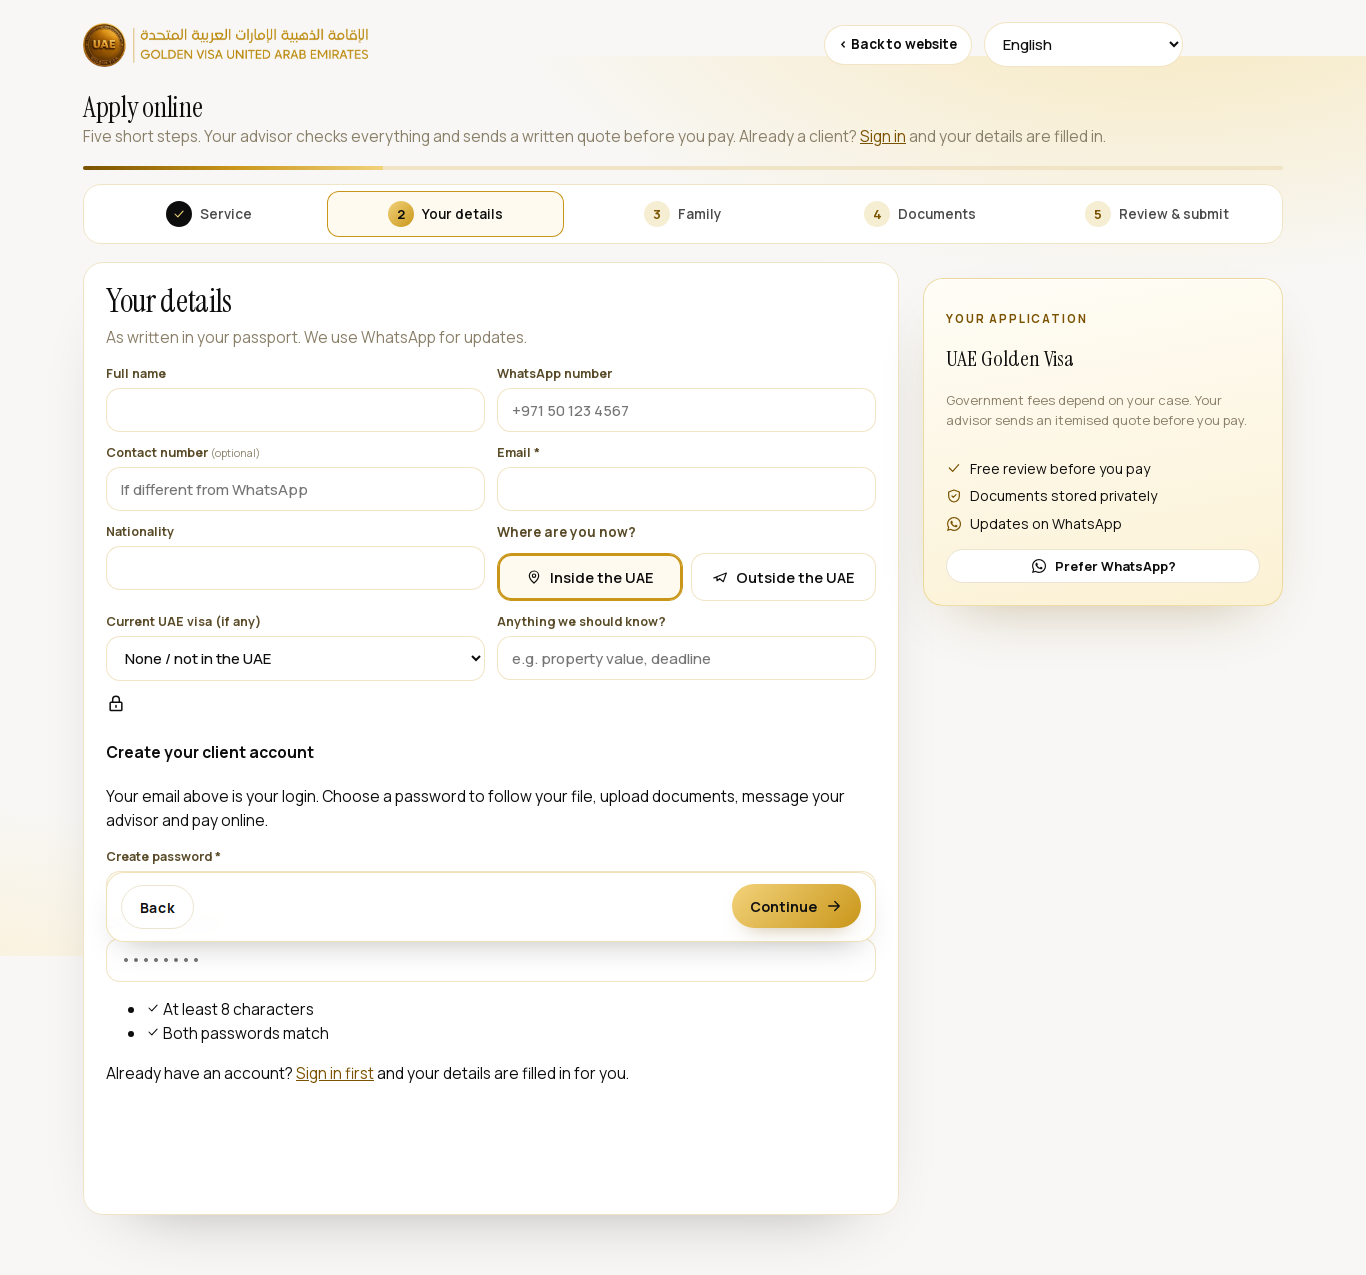 UAE
الإقامة الذهبية الإمارات العربية المتحدة
GOLDEN VISA UNITED ARAB EMIRATES
‹ Back to website
English
Apply online
Five short steps. Your advisor checks everything and sends a written quote before you pay. Already a client? Sign in and your details are filled in.
Service
2 Your details
3 Family
4 Documents
5 Review & submit
Your details
As written in your passport. We use WhatsApp for updates.
Full name
WhatsApp number
+971 50 123 4567
Contact number (optional)
Email *
If different from WhatsApp
Nationality
Where are you now?
Inside the UAE
Outside the UAE
Current UAE visa (if any)
Anything we should know?
None / not in the UAE
e.g. property value, deadline
Create your client account
Your email above is your login. Choose a password to follow your file, upload documents, message your
advisor and pay online.
Create password *
Back
Continue
••••••••
At least 8 characters
Both passwords match
Already have an account? Sign in first and your details are filled in for you.
YOUR APPLICATION
UAE Golden Visa
Government fees depend on your case. Your
advisor sends an itemised quote before you pay.
Free review before you pay
Documents stored privately
Updates on WhatsApp
Prefer WhatsApp?